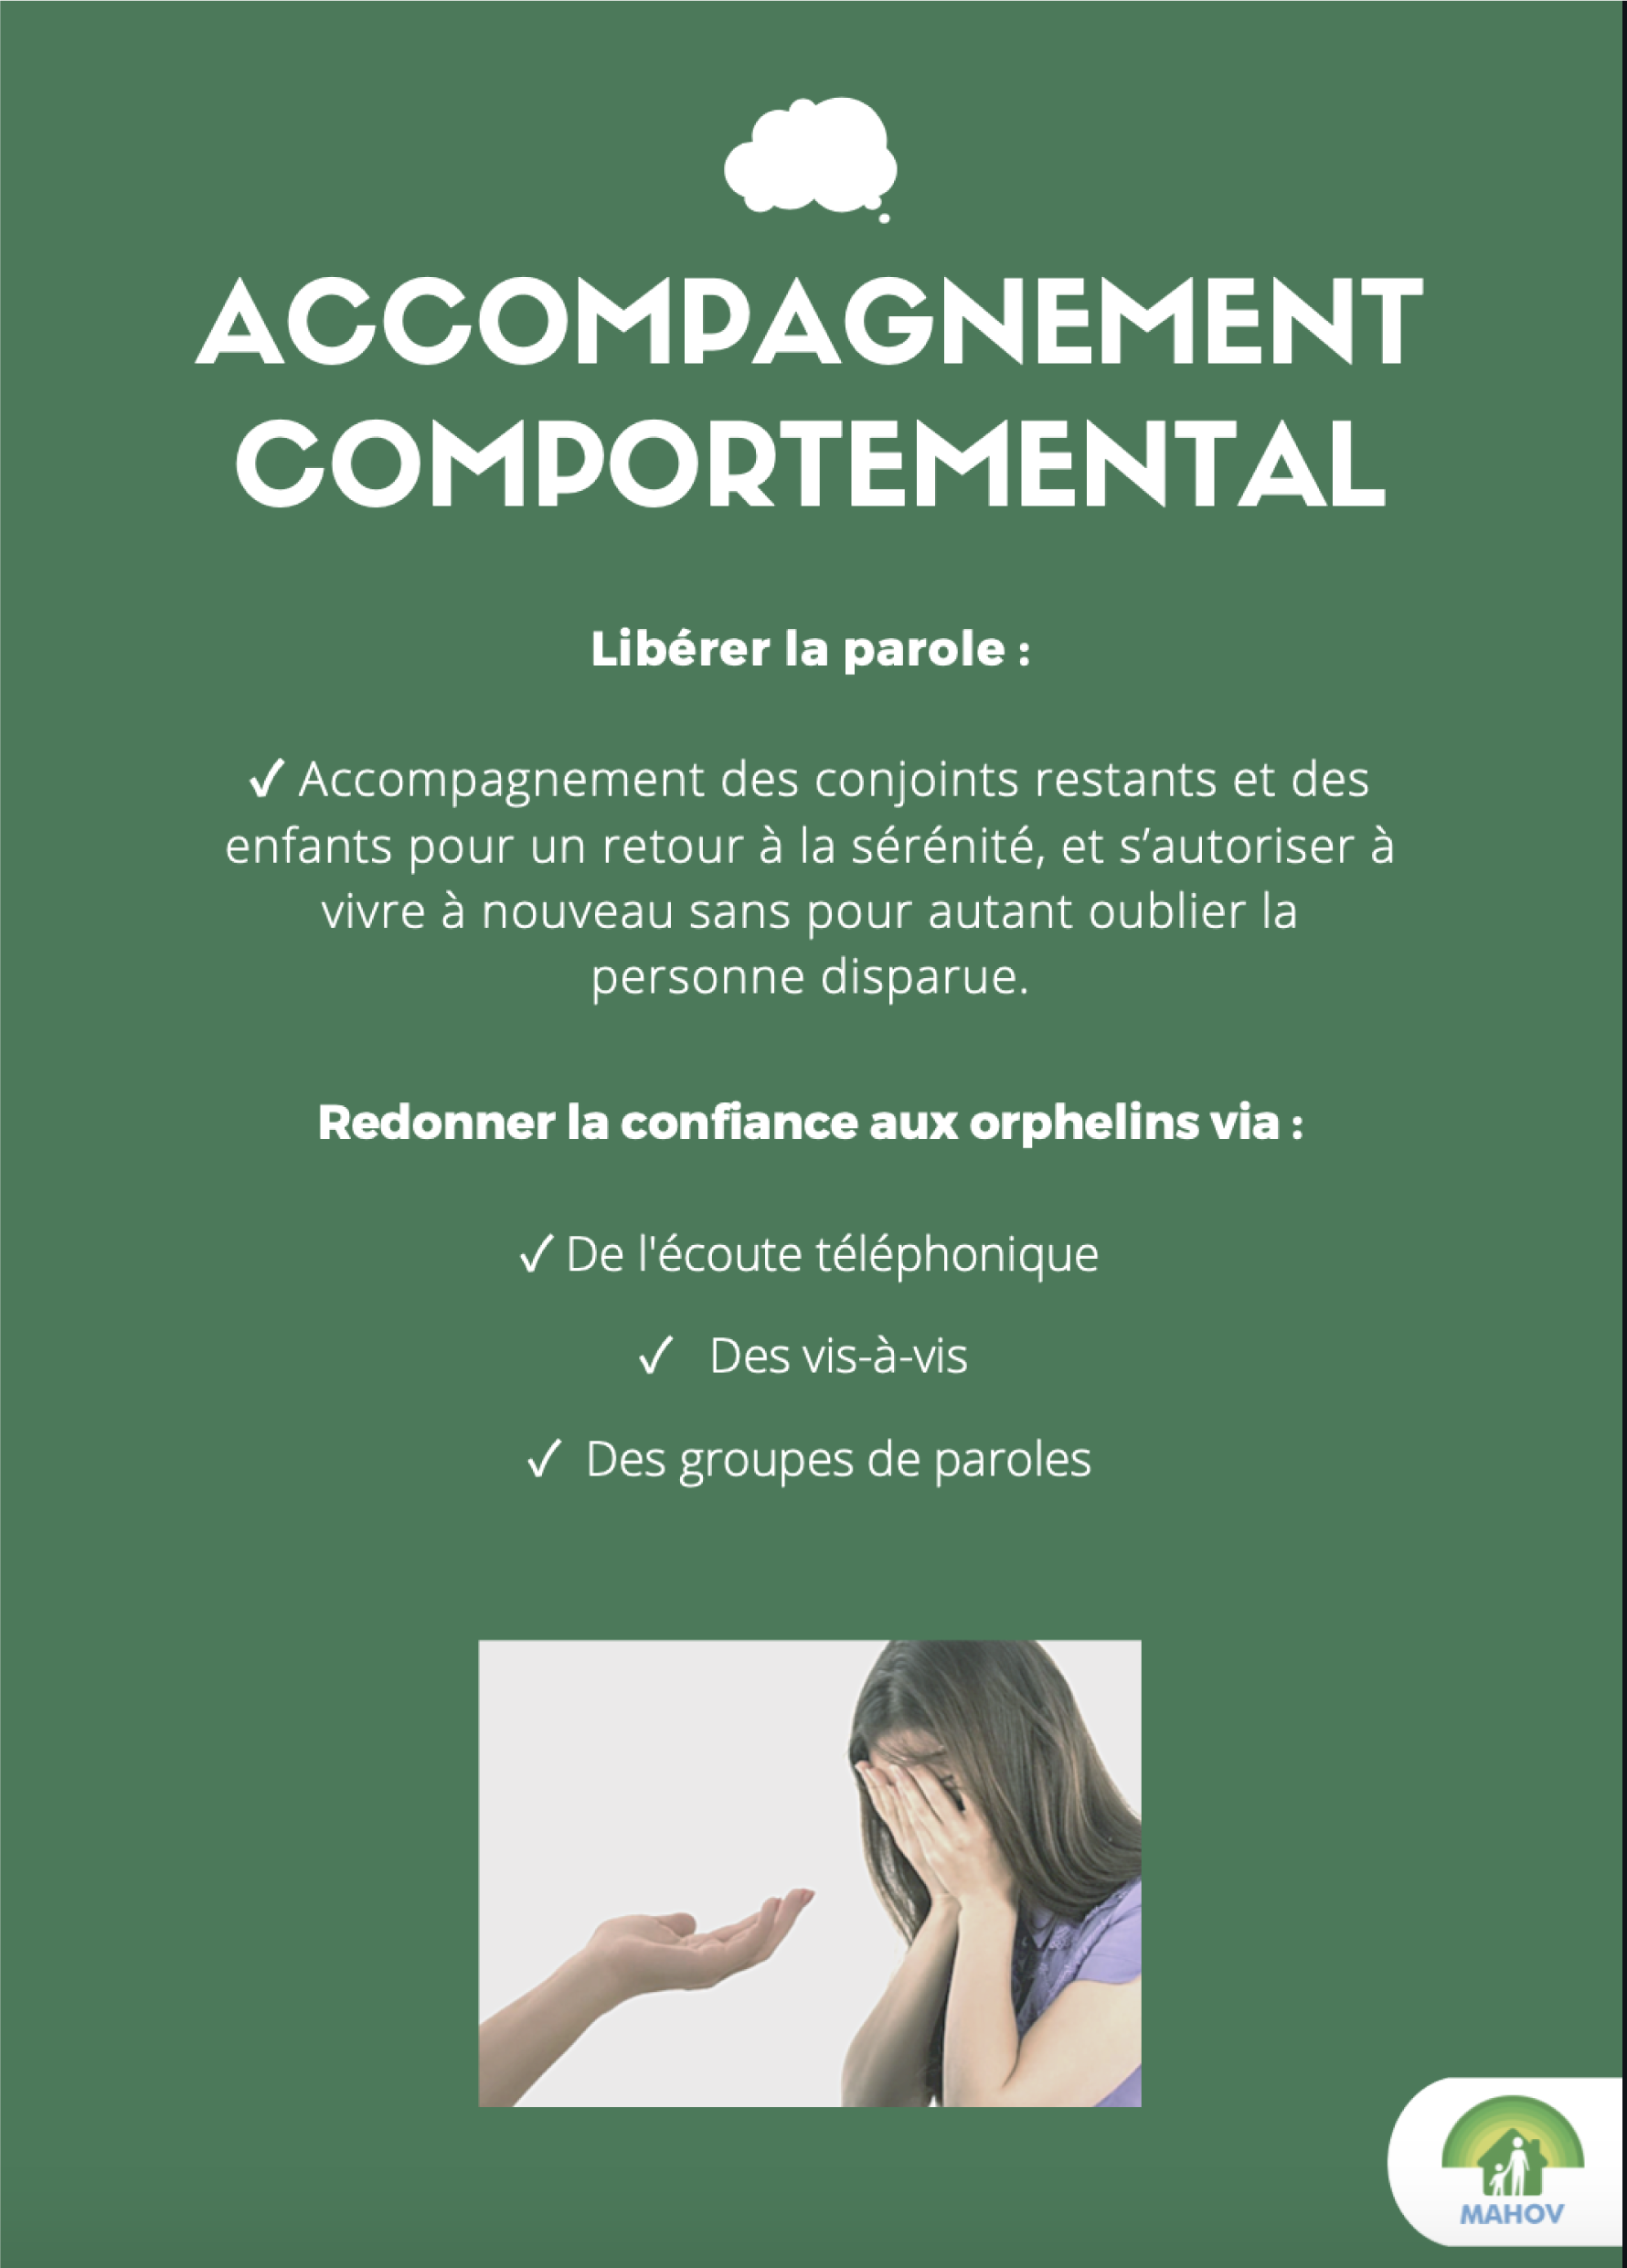 ACCOMPAGNEMENT
COMPORTEMENTAL
Libérer la parole :
✓ Accompagnement des conjoints restants et des
enfants pour un retour à la sérénité, et s’autoriser à
vivre à nouveau sans pour autant oublier la
personne disparue.
Redonner la confiance aux orphelins via :
✓ De l'écoute téléphonique
✓ Des vis-à-vis
✓ Des groupes de paroles
MAHOV